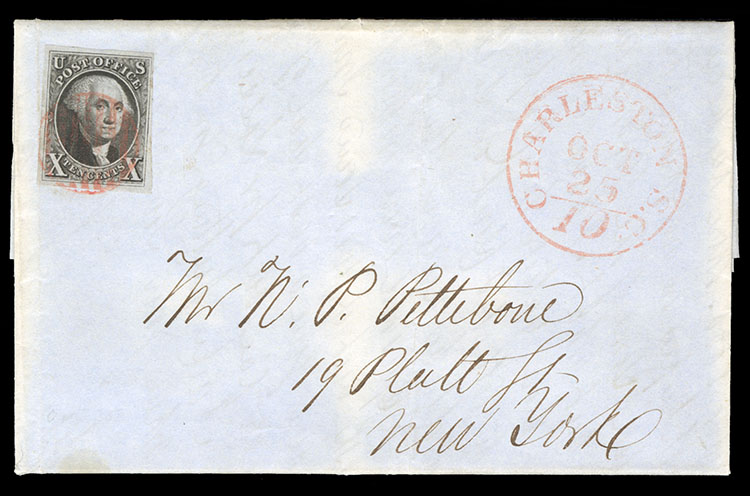 U S
POST OFFICE
X TEN CENTS X
CHARLESTON S.C.
OCT
25
10
Mr N. P. Pettebone
19 Platt St.
New York